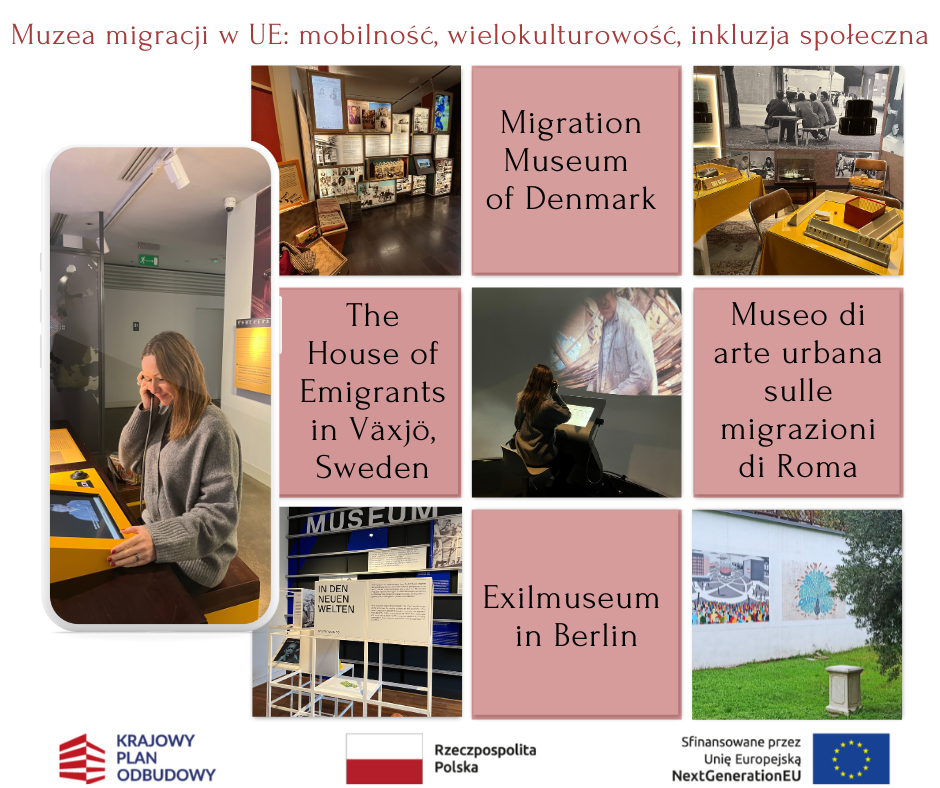 Muzea migracji w UE: mobilność, wielokulturowość, inkluzja społeczna
Migration
Museum
of Denmark
The
House of
Emigrants
in Växjö,
Sweden
Museo di
arte urbana
sulle
migrazioni
di Roma
MUSEUM
IN DEN
NEUEN
WELTEN
Exilmuseum
in Berlin
KRAJOWY
PLAN
ODBUDOWY
Rzeczpospolita
Polska
Sfinansowane przez
Unię Europejską
NextGenerationEU